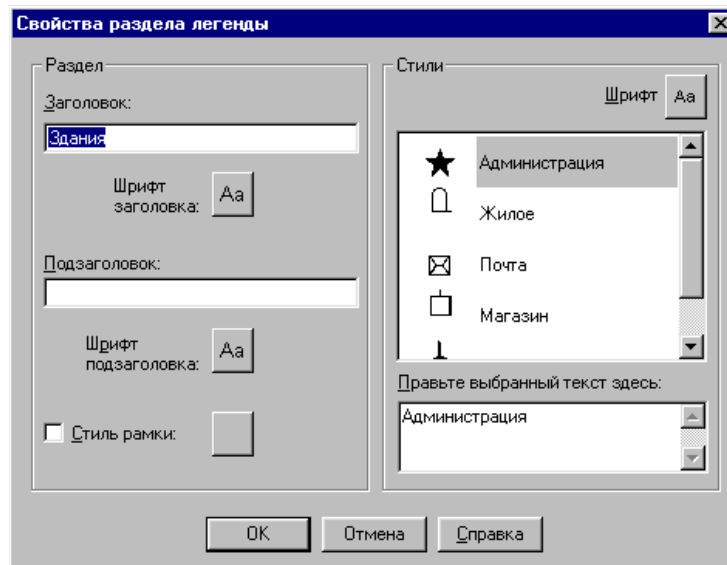 Свойства раздела легенды
Раздел
Заголовок:
Здания
Шрифт
заголовка:
Aa
Подзаголовок:
Шрифт
подзаголовка:
Aa
Стиль рамки:
Стили
Шрифт
Aa
Администрация
Жилое
Почта
Магазин
Правьте выбранный текст здесь:
Администрация
OK
Отмена
Справка